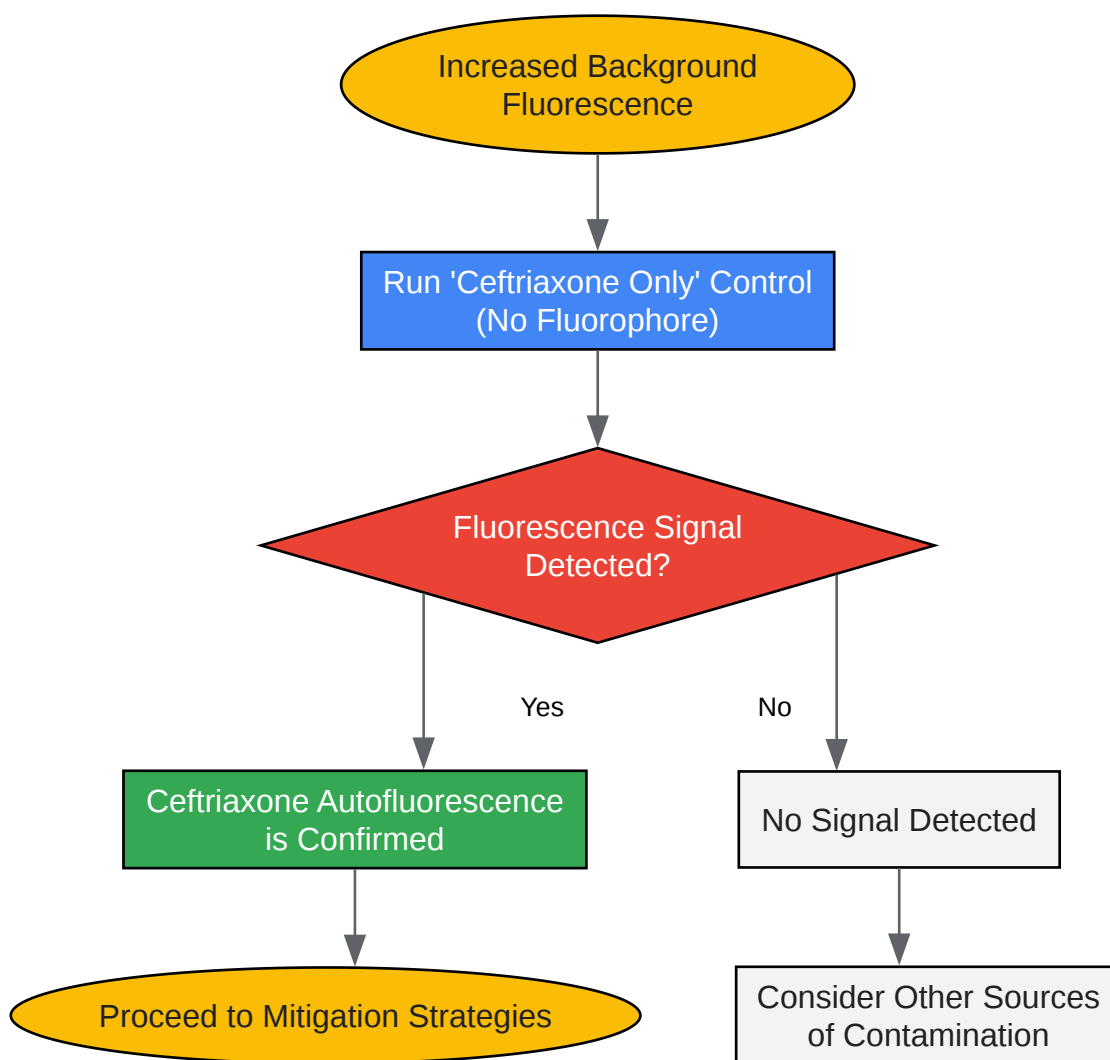 Increased Background
Fluorescence
Run 'Ceftriaxone Only' Control
(No Fluorophore)
Fluorescence Signal
Detected?
Yes
No
Ceftriaxone Autofluorescence
is Confirmed
No Signal Detected
Proceed to Mitigation Strategies
Consider Other Sources
of Contamination